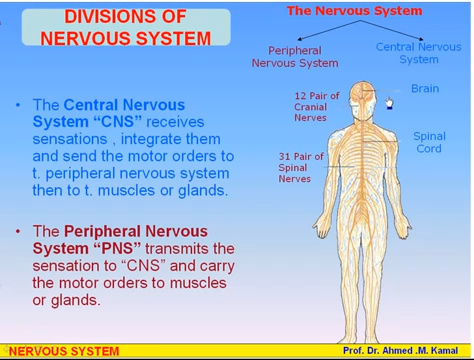 DIVISIONS OF
NERVOUS SYSTEM
The Nervous System
Peripheral
Nervous System
Central Nervous
System
Brain
12 Pair of
Cranial
Nerves
Spinal
Cord
31 Pair of
Spinal
Nerves
• The Central Nervous
System “CNS” receives
sensations , integrate them
and send the motor orders to
t. peripheral nervous system
then to t. muscles or glands.
• The Peripheral Nervous
System “PNS” transmits the
sensation to “CNS” and carry
the motor orders to muscles
or glands.
NERVOUS SYSTEM
Prof. Dr. Ahmed .M. Kamal